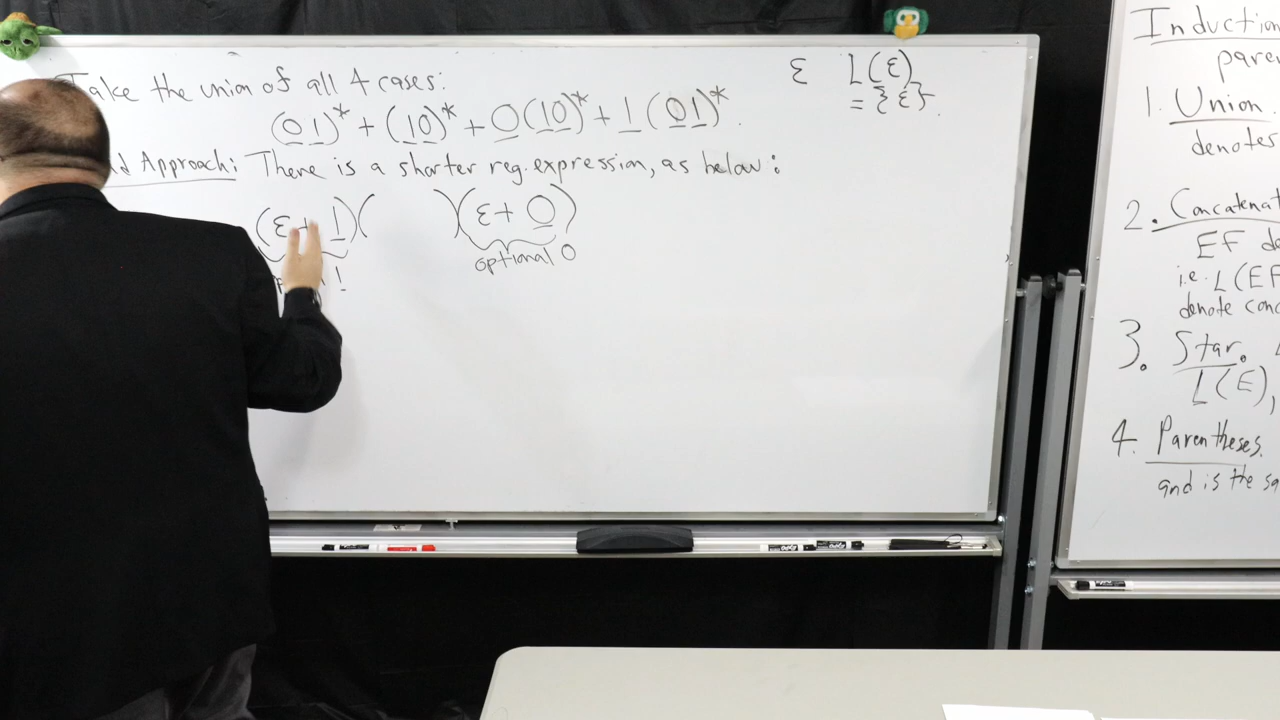 Take the union of all 4 cases:
(01)* + (10)* + 0(10)* + 1(01)*.
Approach: There is a shorter reg. expression, as below:
(ε + 1)( )(ε + 0)
optional 0
1
ε L(ε)
= {ε}.
Induction
1. Union
denotes
2. Concatenat
EF de
i.e. L(EF
denote conc
3. Star.
L(E),
4. Parentheses.
and is the sa